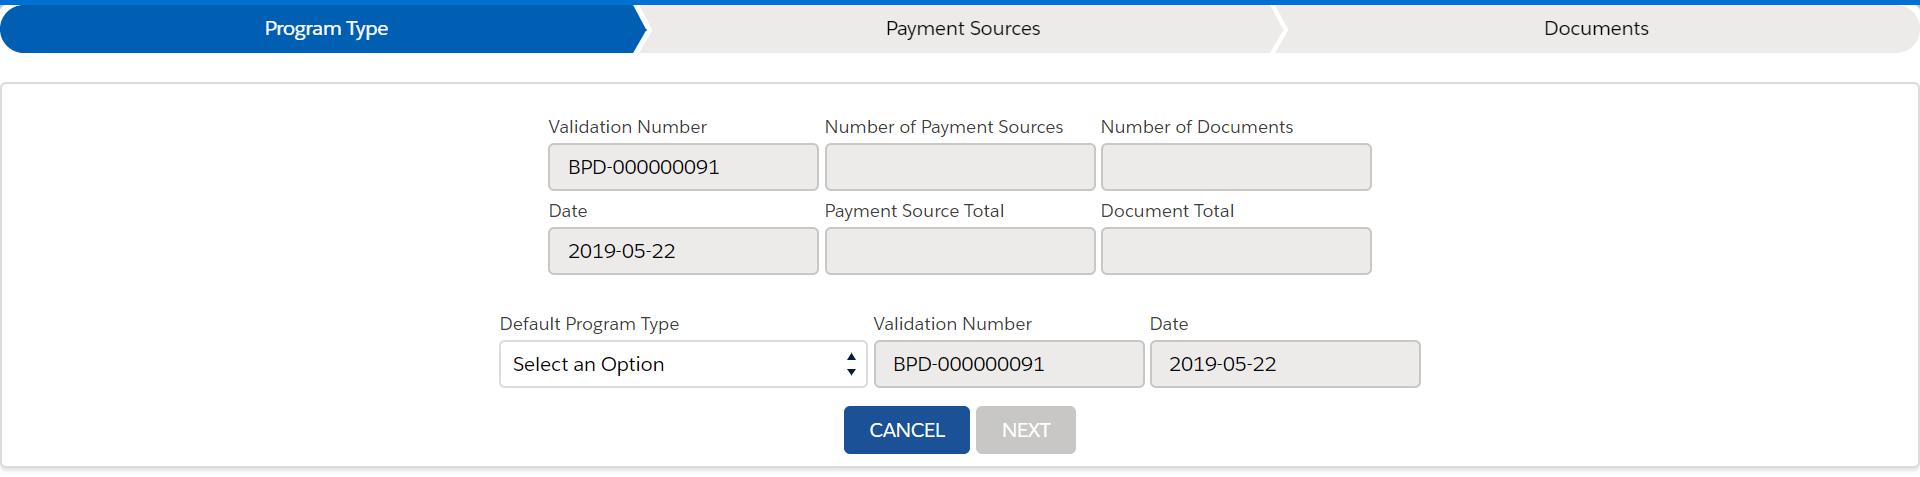 Program Type Payment Sources Documents
Validation Number Number of Payment Sources Number of Documents
BPD-000000091
Date Payment Source Total Document Total
2019-05-22
Default Program Type Validation Number Date
Select an Option BPD-000000091 2019-05-22
CANCEL NEXT